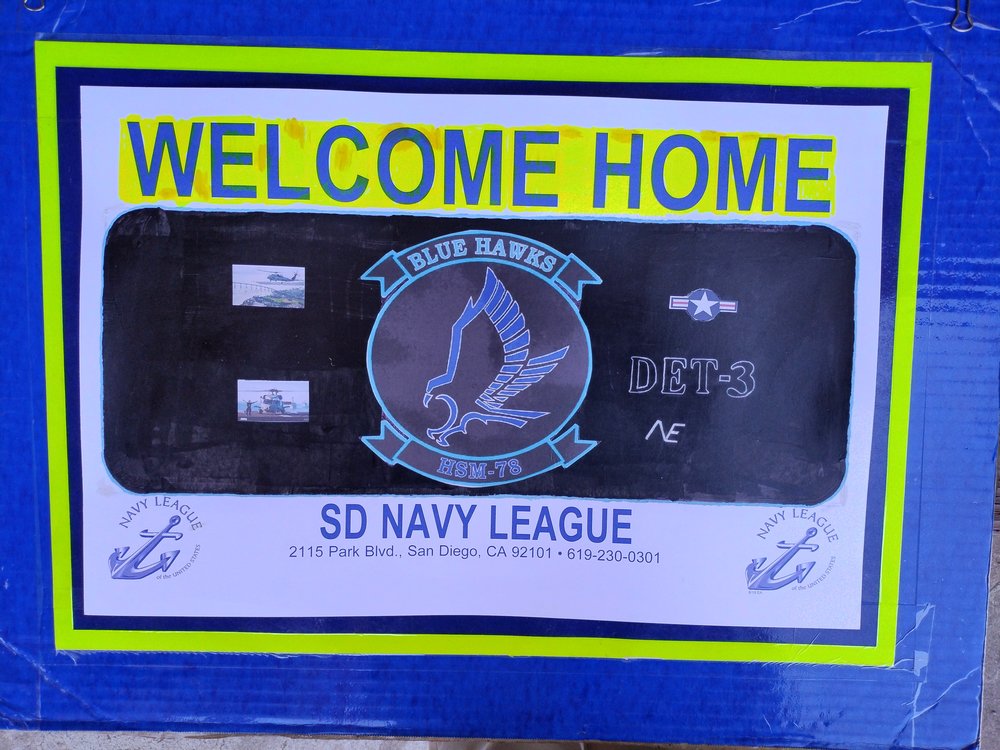 WELCOME HOME
BLUE HAWKS
HSM-78
DET-3
NE
SD NAVY LEAGUE
2115 Park Blvd., San Diego, CA 92101 • 619-230-0301
NAVY LEAGUE
of the UNITED STATES
NAVY LEAGUE
of the UNITED STATES